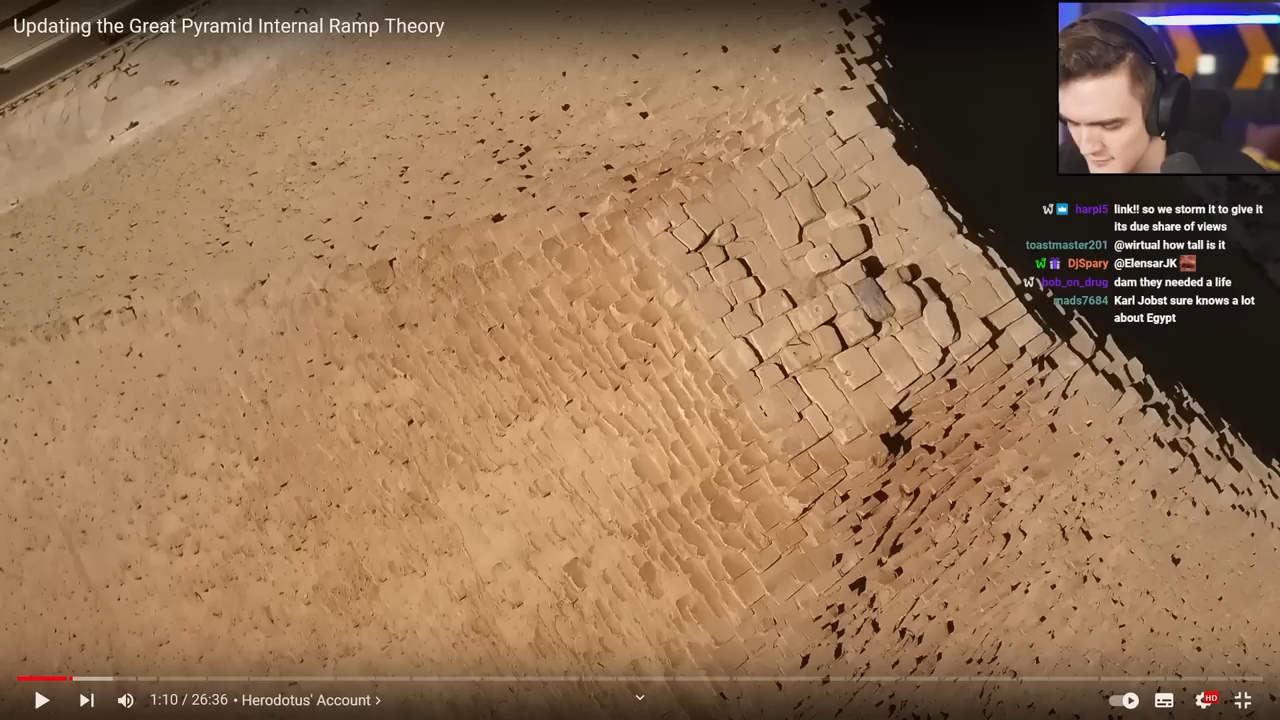 Updating the Great Pyramid Internal Ramp Theory
harpl5 link!! so we storm it to give it
its due share of views
toastmaster201 @wirtual how tall is it
DjSpary @ElensarJK
bob_on_drug dam they needed a life
mads7684 Karl Jobst sure knows a lot
about Egypt
1:10 / 26:36 • Herodotus' Account ›
HD